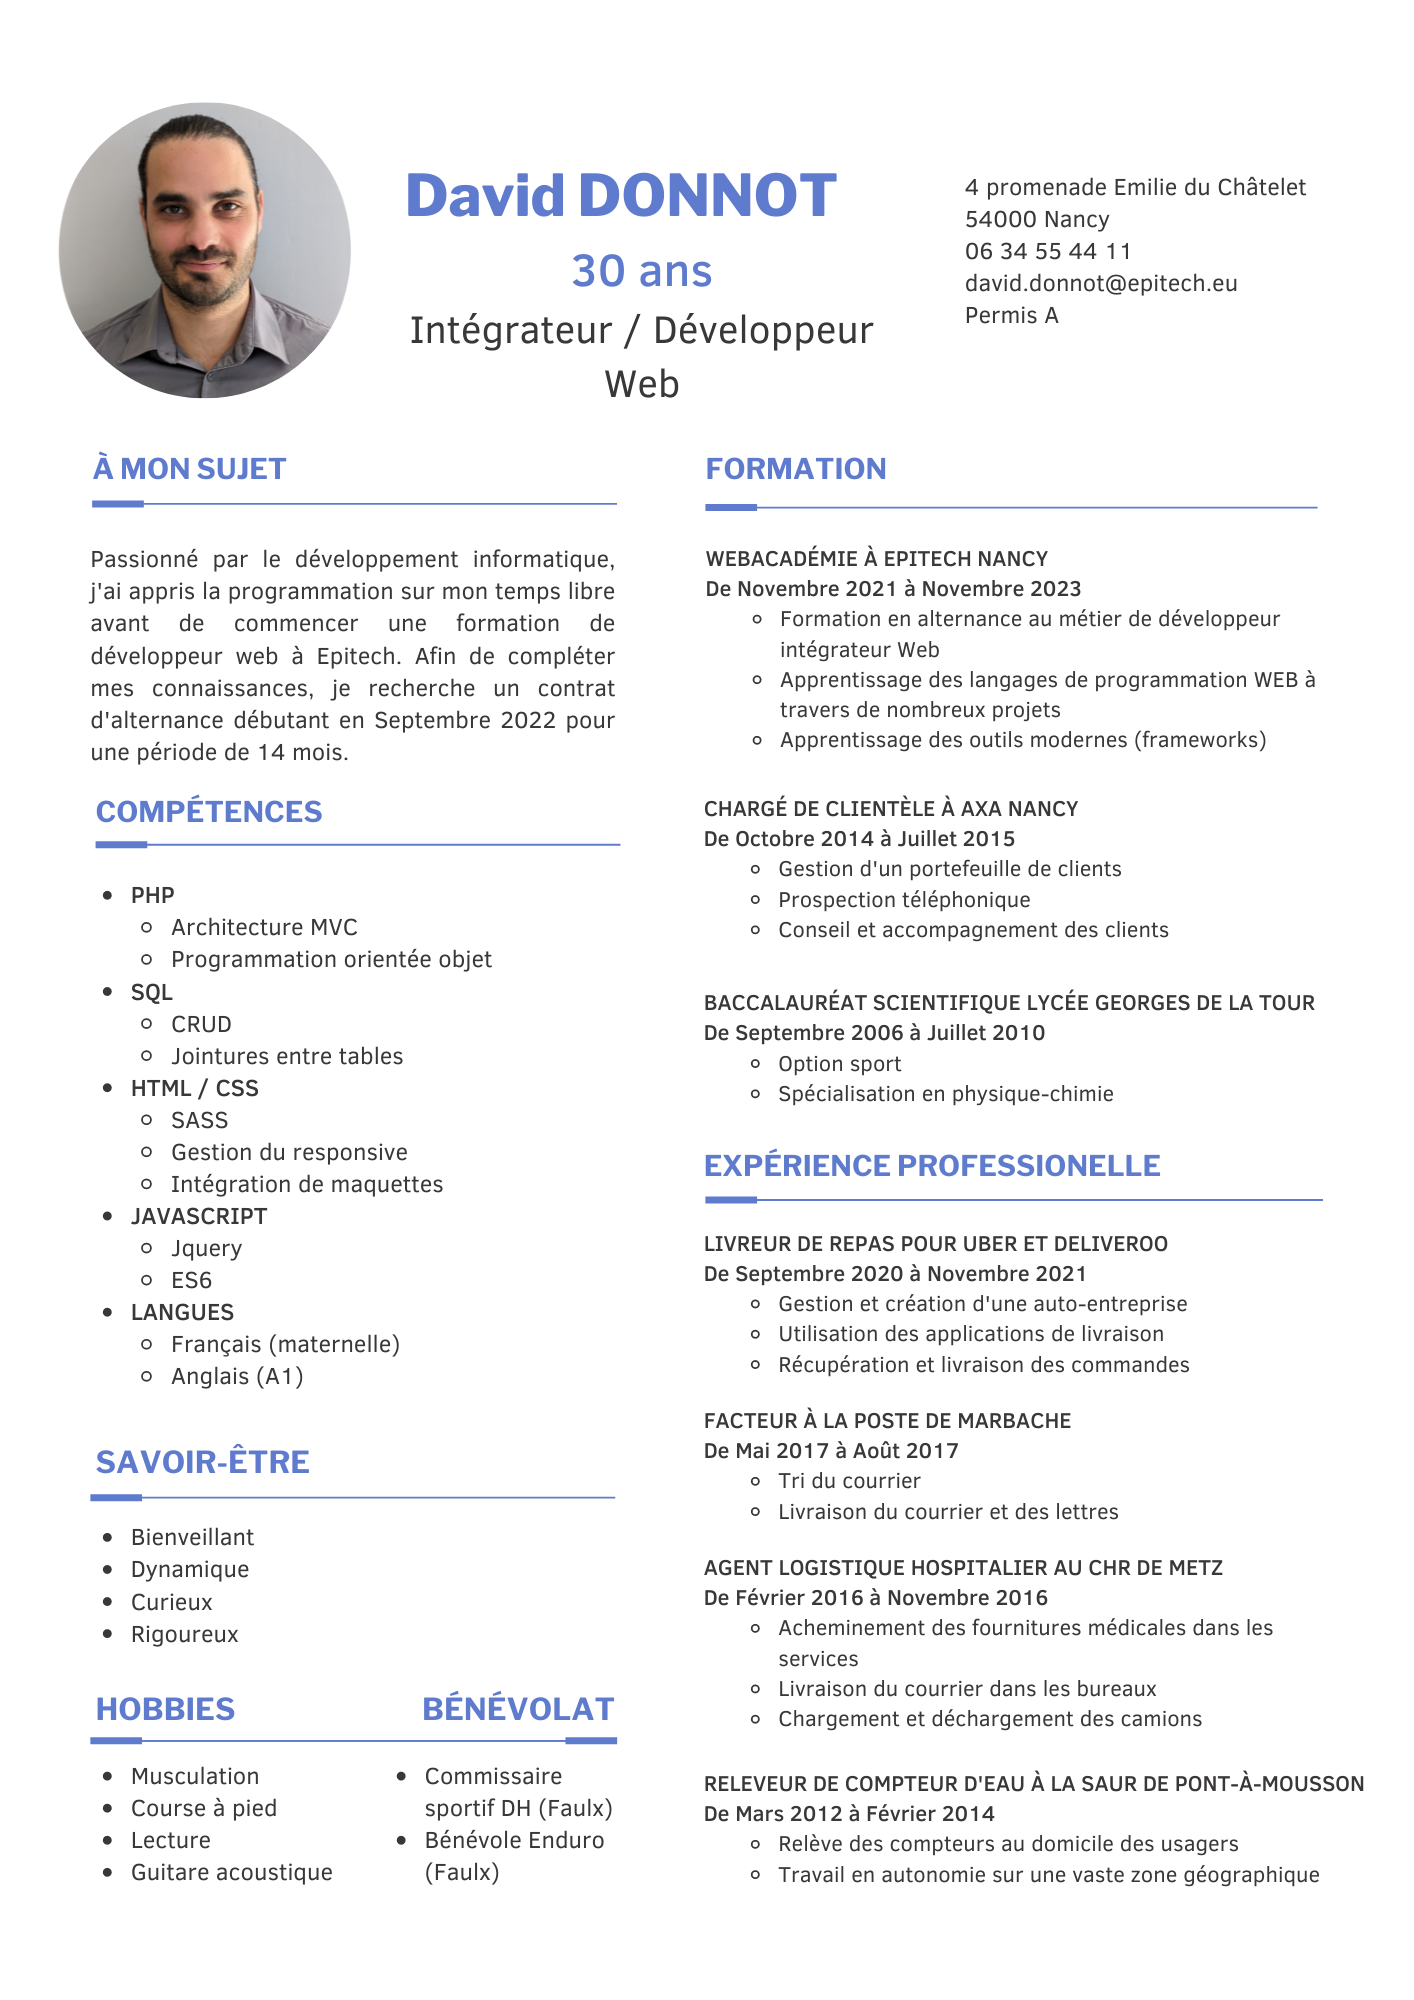 David DONNOT
30 ans
Intégrateur / Développeur
Web
4 promenade Emilie du Châtelet
54000 Nancy
06 34 55 44 11
david.donnot@epitech.eu
Permis A
À MON SUJET
Passionné par le développement informatique,
j'ai appris la programmation sur mon temps libre
avant de commencer une formation de
développeur web à Epitech. Afin de compléter
mes connaissances, je recherche un contrat
d'alternance débutant en Septembre 2022 pour
une période de 14 mois.
COMPÉTENCES
• PHP
◦ Architecture MVC
◦ Programmation orientée objet
• SQL
◦ CRUD
◦ Jointures entre tables
• HTML / CSS
◦ SASS
◦ Gestion du responsive
◦ Intégration de maquettes
• JAVASCRIPT
◦ Jquery
◦ ES6
• LANGUES
◦ Français (maternelle)
◦ Anglais (A1)
SAVOIR-ÊTRE
• Bienveillant
• Dynamique
• Curieux
• Rigoureux
HOBBIES
• Musculation
• Course à pied
• Lecture
• Guitare acoustique
BÉNÉVOLAT
• Commissaire
sportif DH (Faulx)
• Bénévole Enduro
(Faulx)
FORMATION
WEBACADÉMIE À EPITECH NANCY
De Novembre 2021 à Novembre 2023
◦ Formation en alternance au métier de développeur
intégrateur Web
◦ Apprentissage des langages de programmation WEB à
travers de nombreux projets
◦ Apprentissage des outils modernes (frameworks)
CHARGÉ DE CLIENTÈLE À AXA NANCY
De Octobre 2014 à Juillet 2015
◦ Gestion d'un portefeuille de clients
◦ Prospection téléphonique
◦ Conseil et accompagnement des clients
BACCALAURÉAT SCIENTIFIQUE LYCÉE GEORGES DE LA TOUR
De Septembre 2006 à Juillet 2010
◦ Option sport
◦ Spécialisation en physique-chimie
EXPÉRIENCE PROFESSIONELLE
LIVREUR DE REPAS POUR UBER ET DELIVEROO
De Septembre 2020 à Novembre 2021
◦ Gestion et création d'une auto-entreprise
◦ Utilisation des applications de livraison
◦ Récupération et livraison des commandes
FACTEUR À LA POSTE DE MARBACHE
De Mai 2017 à Août 2017
◦ Tri du courrier
◦ Livraison du courrier et des lettres
AGENT LOGISTIQUE HOSPITALIER AU CHR DE METZ
De Février 2016 à Novembre 2016
◦ Acheminement des fournitures médicales dans les
services
◦ Livraison du courrier dans les bureaux
◦ Chargement et déchargement des camions
RELEVEUR DE COMPTEUR D'EAU À LA SAUR DE PONT-À-MOUSSON
De Mars 2012 à Février 2014
◦ Relève des compteurs au domicile des usagers
◦ Travail en autonomie sur une vaste zone géographique